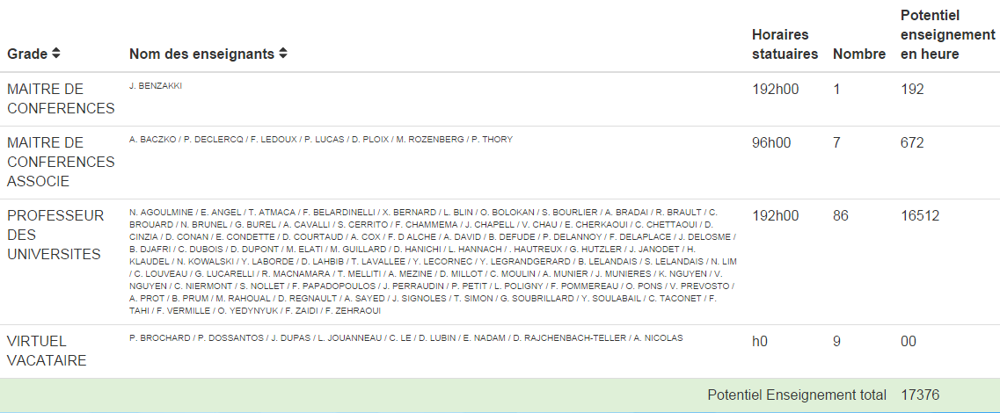 Grade Nom des enseignants Horaires statuaires Nombre Potentiel enseignement en heure
MAITRE DE CONFERENCES J. BENZAKKI 192h00 1 192
MAITRE DE CONFERENCES ASSOCIE A. BACZKO / P. DECLERCQ / F. LEDOUX / P. LUCAS / D. PLOIX / M. ROZENBERG / P. THORY 96h00 7 672
PROFESSEUR DES UNIVERSITES
N. AGOULMINE / E. ANGEL / T. ATMACA / F. BELARDINELLI / X. BERNARD / L. BLIN / O. BOLOKAN / S. BOURLIER / A. BRADAI / R. BRAULT / C.
BROUARD / N. BRUNEL / G. BUREL / A. CAVALLI / S. CERRITO / F. CHAMMEMA / J. CHAPELL / V. CHAU / E. CHERKAOUI / C. CHETTAOUI / D.
CINZIA / D. CONAN / E. CONDETTE / D. COURTAUD / A. COX / F. D ALCHE / A. DAVID / B. DEFUDE / P. DELANNOY / F. DELAPLACE / J. DELOSME /
B. DJAFRI / C. DUBOIS / D. DUPONT / M. ELATI / M. GUILLARD / D. HANICHI / L. HANNACH / . HAUTREUX / G. HUTZLER / J. JANODET / H.
KLAUDEL / N. KOWALSKI / Y. LABORDE / D. LAHBIB / T. LAVALLEE / Y. LECORNEC / Y. LEGRANDGERARD / B. LELANDAIS / S. LELANDAIS / N. LIM
/ C. LOUVEAU / G. LUCARELLI / R. MACNAMARA / T. MELLITI / A. MEZINE / D. MILLOT / C. MOULIN / A. MUNIER / J. MUNIERES / K. NGUYEN / V.
NGUYEN / C. NIERMONT / S. NOLLET / F. PAPADOPOULOS / J. PERRAUDIN / P. PETIT / L. POLIGNY / F. POMMEREAU / O. PONS / V. PREVOSTO /
A. PROT / B. PRUM / M. RAHOUAL / D. REGNAULT / A. SAYED / J. SIGNOLES / T. SIMON / G. SOUBRILLARD / Y. SOULABAIL / C. TACONET / F.
TAHI / F. VERMILLE / O. YEDYNYUK / F. ZAIDI / F. ZEHRAOUI
192h00 86 16512
VIRTUEL VACATAIRE P. BROCHARD / P. DOSSANTOS / J. DUPAS / L. JOUANNEAU / C. LE / D. LUBIN / E. NADAM / D. RAJCHENBACH-TELLER / A. NICOLAS h0 9 00
Potentiel Enseignement total 17376